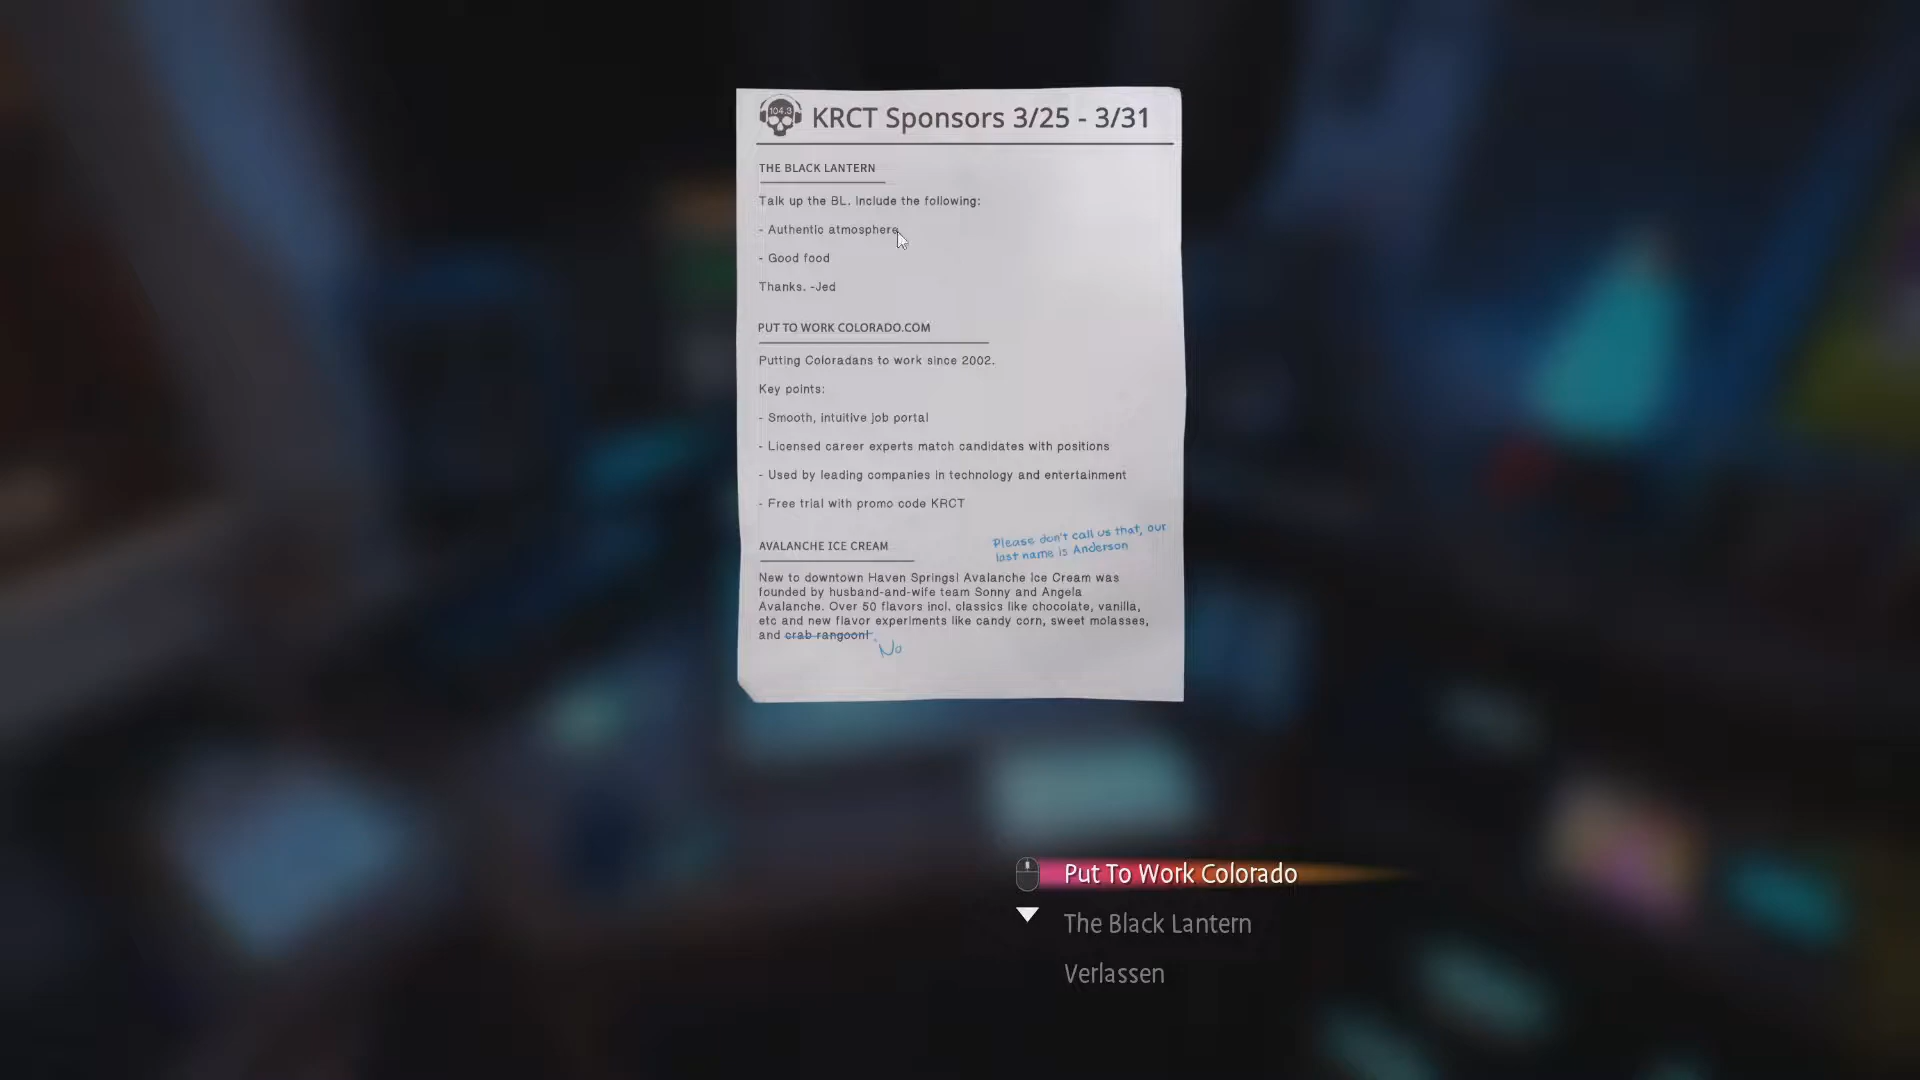 104.3
KRCT Sponsors 3/25 - 3/31
THE BLACK LANTERN
Talk up the BL. Include the following:
- Authentic atmosphere
- Good food
Thanks. -Jed
PUT TO WORK COLORADO.COM
Putting Coloradans to work since 2002.
Key points:
- Smooth, intuitive job portal
- Licensed career experts match candidates with positions
- Used by leading companies in technology and entertainment
- Free trial with promo code KRCT
Please don't call us that, our
last name is Anderson
AVALANCHE ICE CREAM
New to downtown Haven Springs! Avalanche Ice Cream was
founded by husband-and-wife team Sonny and Angela
Avalanche. Over 50 flavors incl. classics like chocolate, vanilla,
etc and new flavor experiments like candy corn, sweet molasses,
and crab rangoon!
No
Put To Work Colorado
The Black Lantern
Verlassen